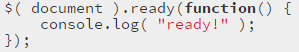 $( document ).ready(function() {
    console.log( "ready!" );
});